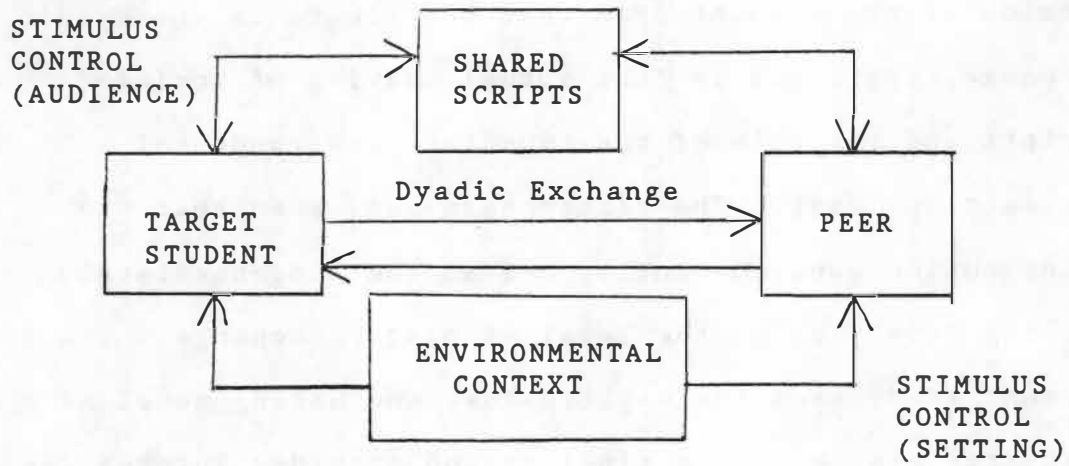 STIMULUS
CONTROL
(AUDIENCE)
SHARED
SCRIPTS
Dyadic Exchange
TARGET
STUDENT
PEER
ENVIRONMENTAL
CONTEXT
STIMULUS
CONTROL
(SETTING)